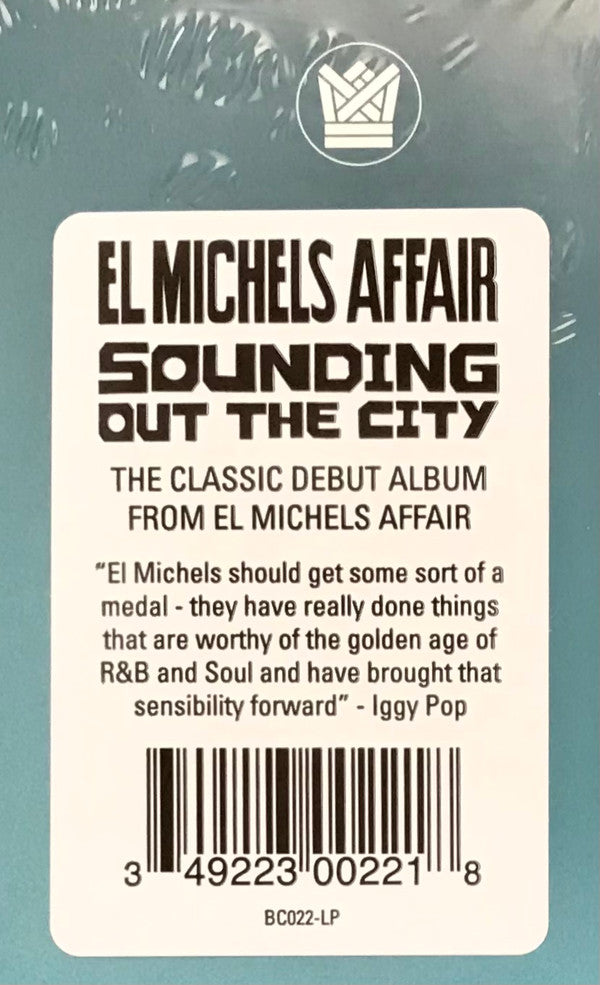 EL MICHELS AFFAIR
SOUNDING
OUT THE CITY
THE CLASSIC DEBUT ALBUM
FROM EL MICHELS AFFAIR
"El Michels should get some sort of a
medal - they have really done things
that are worthy of the golden age of
R&B and Soul and have brought that
sensibility forward" - Iggy Pop
3 49223 00221 8
BC022-LP